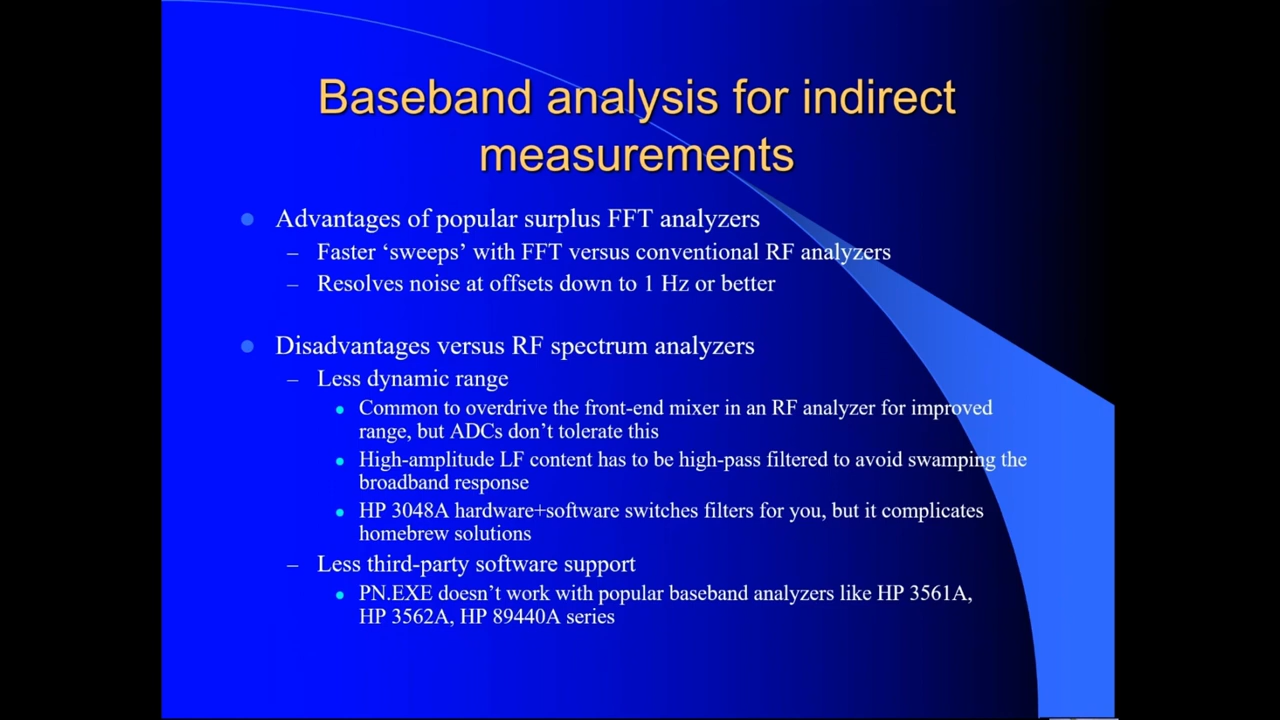 Baseband analysis for indirect
measurements
Advantages of popular surplus FFT analyzers
– Faster ‘sweeps’ with FFT versus conventional RF analyzers
– Resolves noise at offsets down to 1 Hz or better
Disadvantages versus RF spectrum analyzers
– Less dynamic range
Common to overdrive the front-end mixer in an RF analyzer for improved
range, but ADCs don’t tolerate this
High-amplitude LF content has to be high-pass filtered to avoid swamping the
broadband response
HP 3048A hardware+software switches filters for you, but it complicates
homebrew solutions
– Less third-party software support
PN.EXE doesn’t work with popular baseband analyzers like HP 3561A,
HP 3562A, HP 89440A series